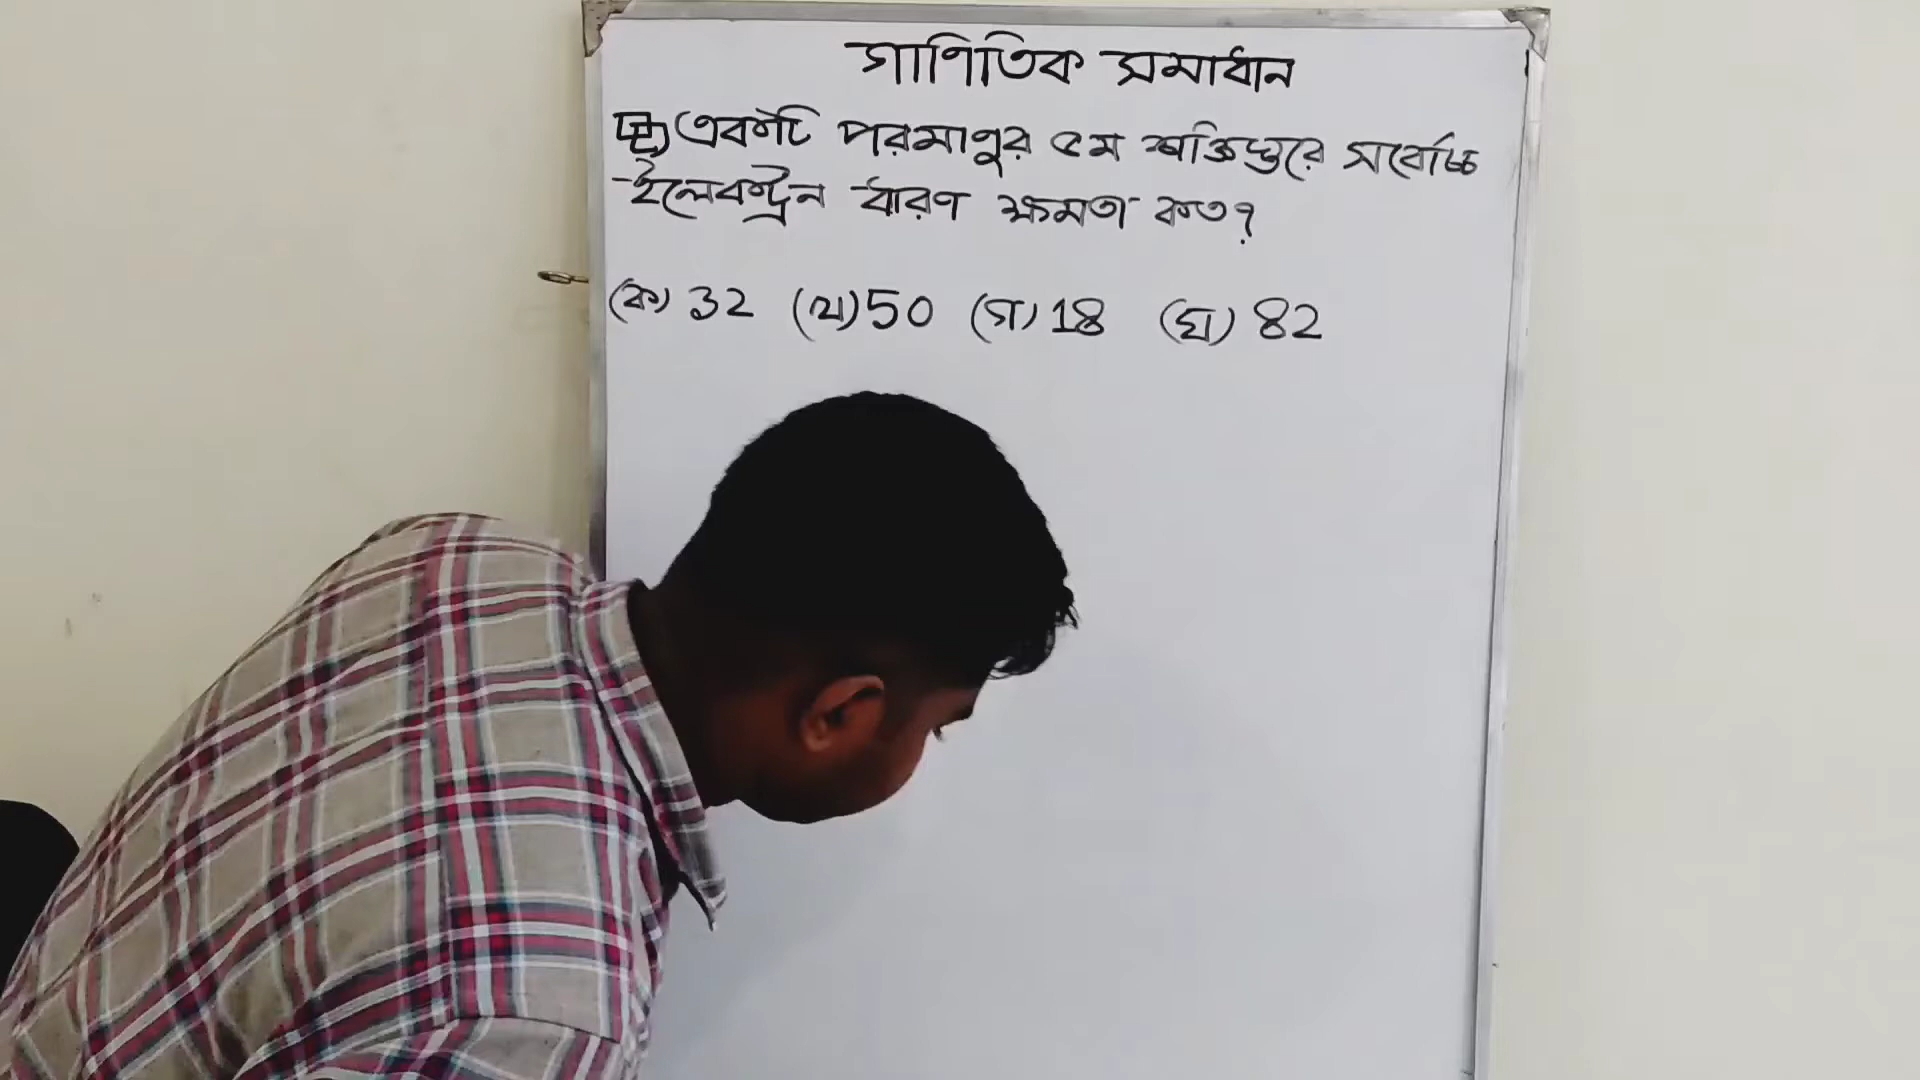 গাণিতিক সমাধান
একটি পরমাণুর ৫ম শক্তিস্তরে সর্বোচ্চ
ইলেকট্রন ধারণ ক্ষমতা কত?
(ক) 32 (খ) 50 (গ) 18 (ঘ) 82